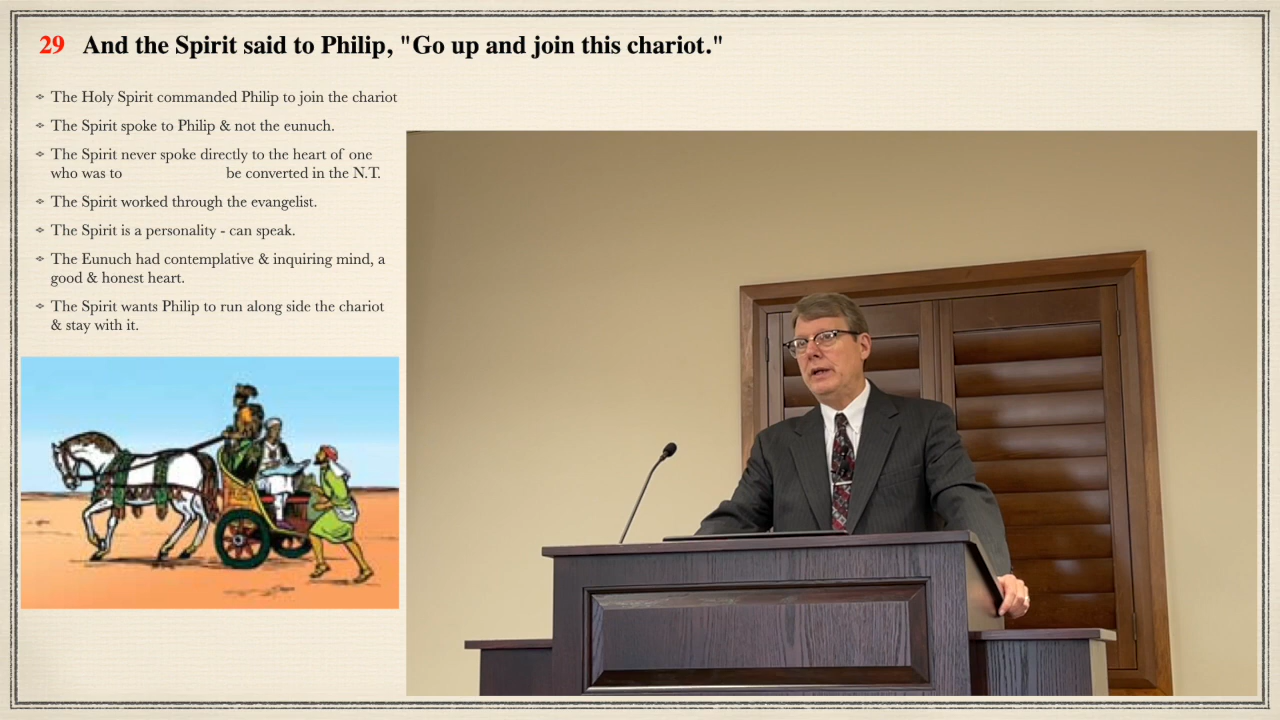 29 And the Spirit said to Philip, "Go up and join this chariot."
The Holy Spirit commanded Philip to join the chariot
The Spirit spoke to Philip & not the eunuch.
The Spirit never spoke directly to the heart of one
who was to be converted in the N.T.
The Spirit worked through the evangelist.
The Spirit is a personality - can speak.
The Eunuch had contemplative & inquiring mind, a
good & honest heart.
The Spirit wants Philip to run along side the chariot
& stay with it.